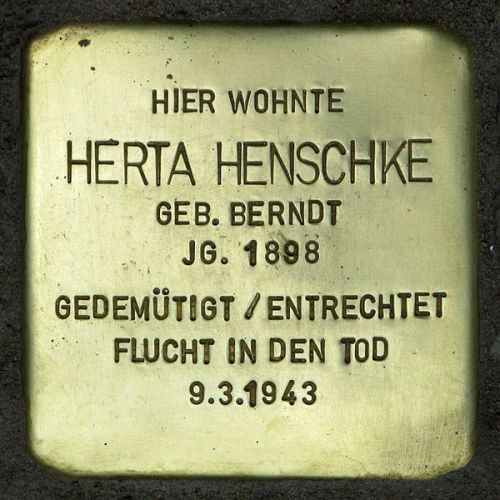 HIER WOHNTE
HERTA HENSCHKE
GEB. BERNDT
JG. 1898
GEDEMÜTIGT / ENTRECHTET
FLUCHT IN DEN TOD
9.3.1943